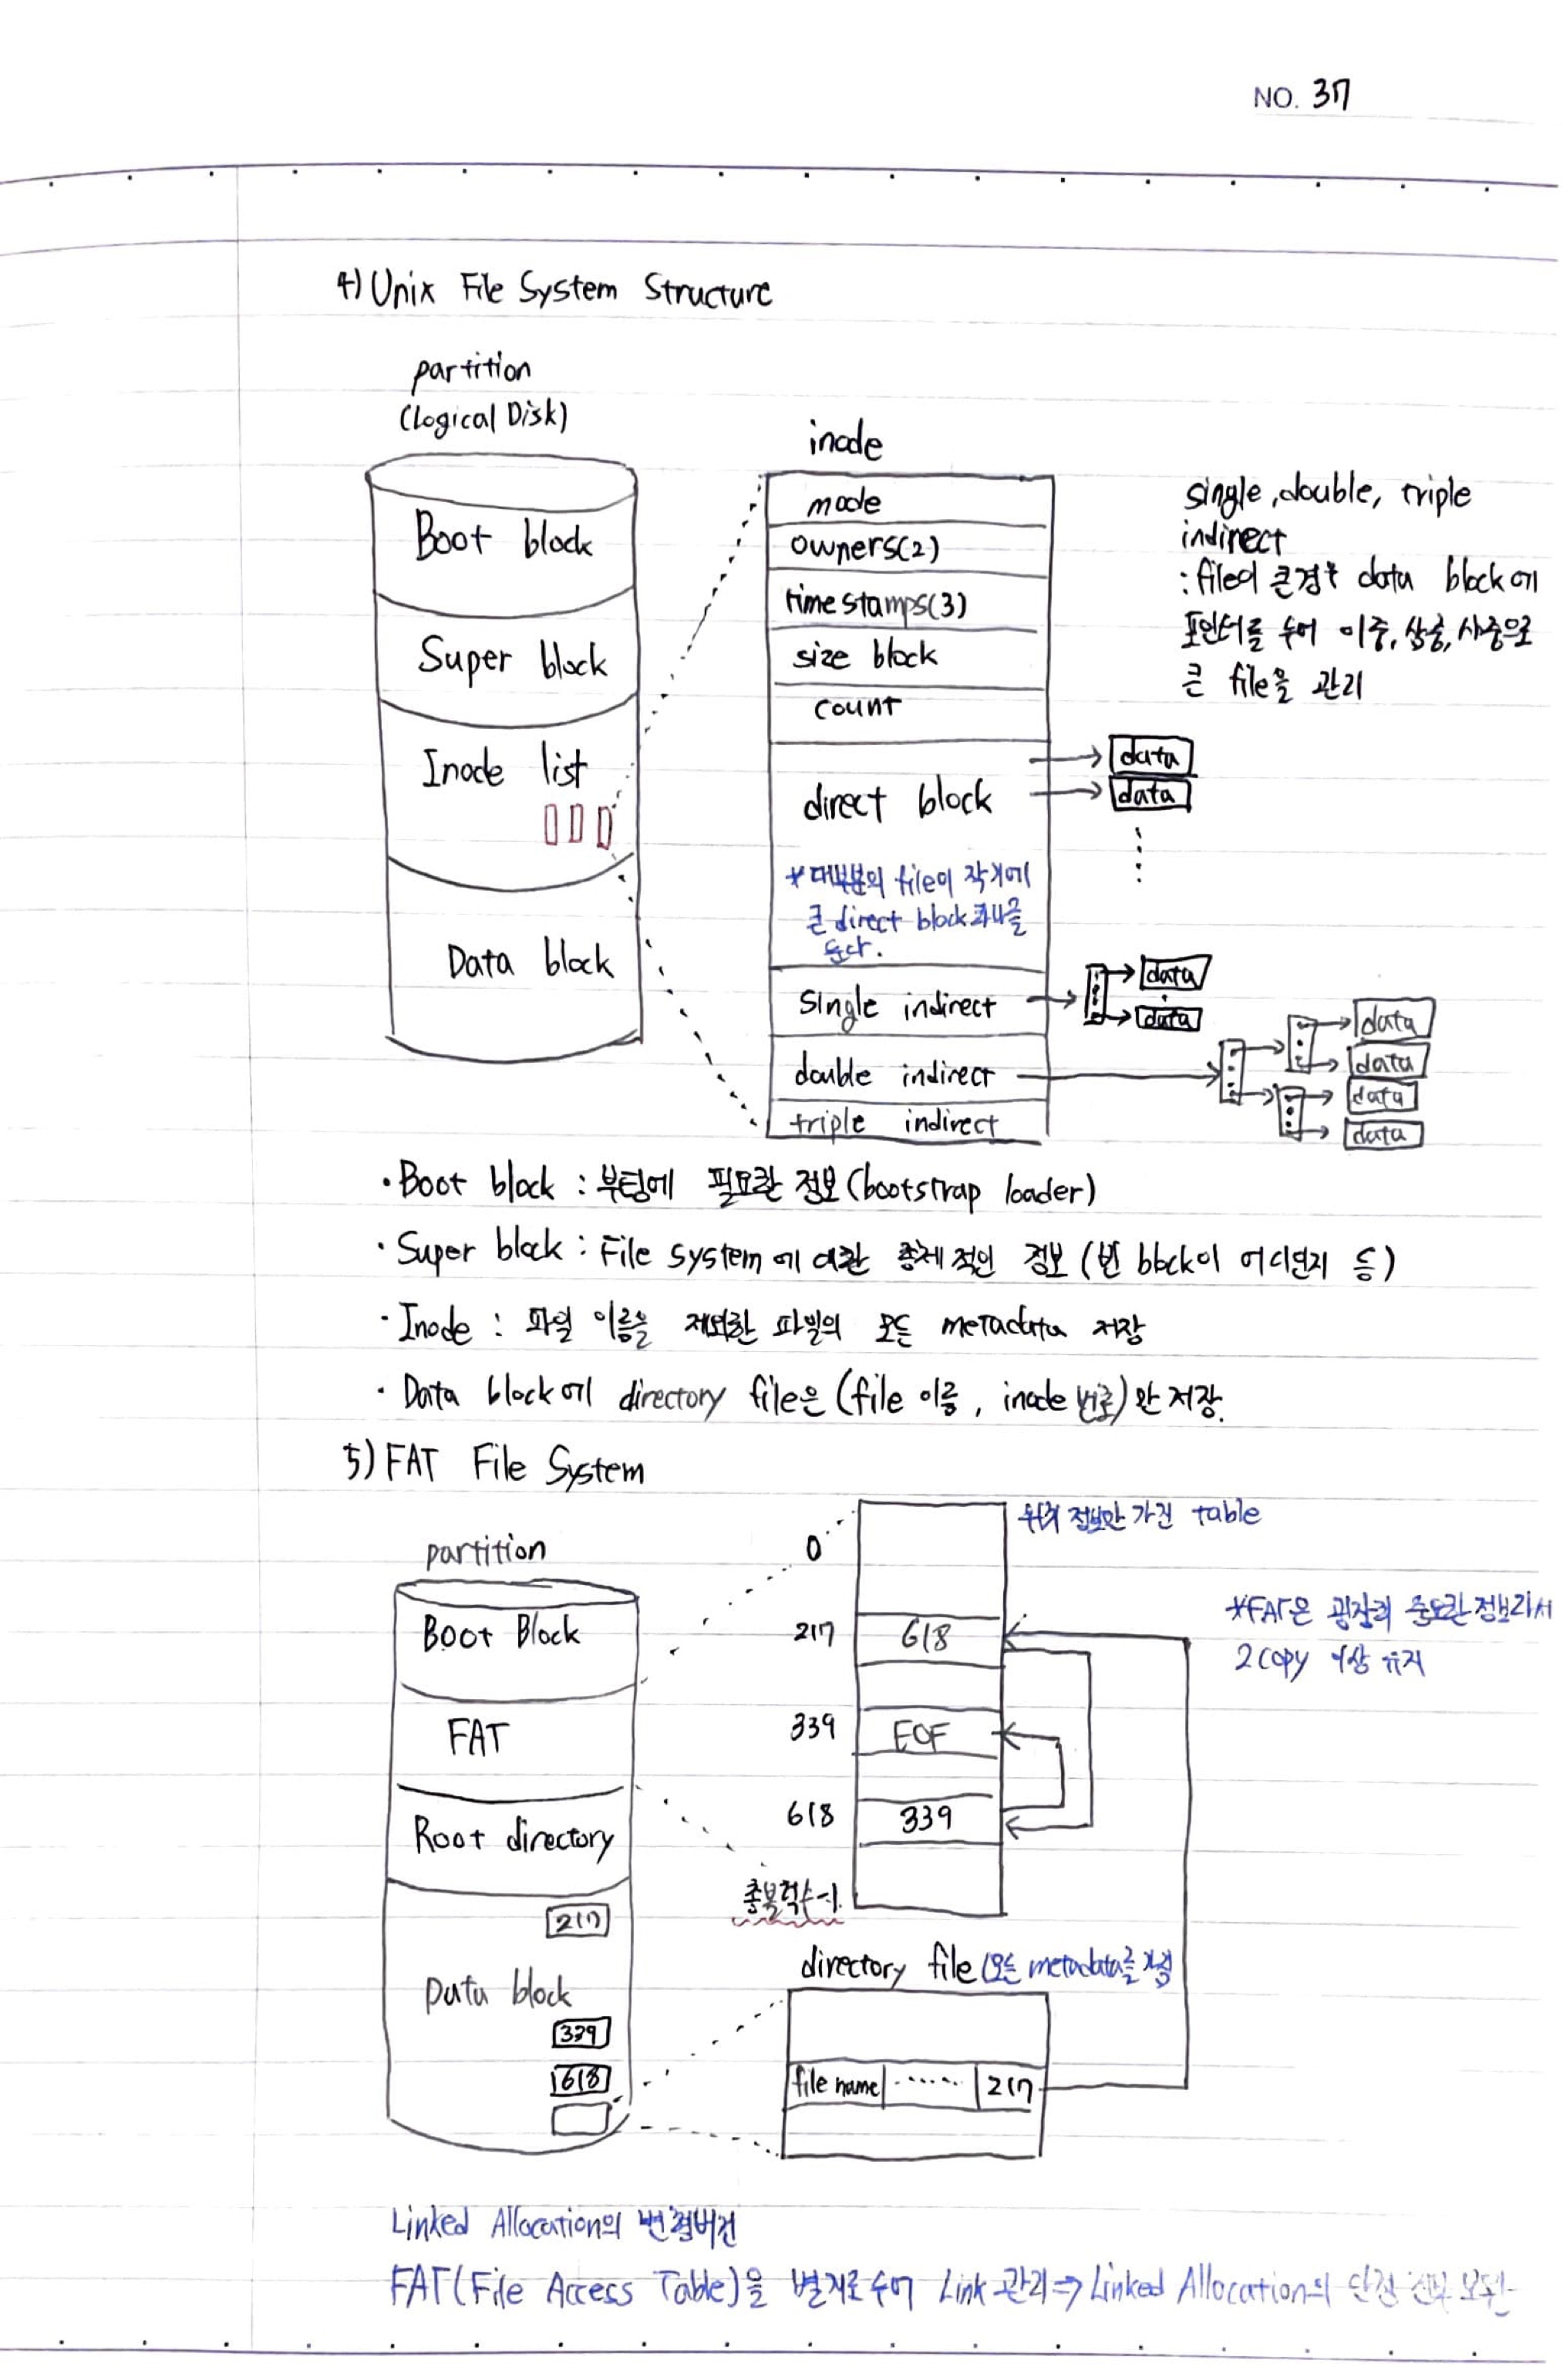 NO. 37
4) Unix File System Structure
partition
(Logical Disk)
Boot block
Super block
Inode list
Data block
inode
mode
owners(2)
timestamps(3)
size block
count
direct block
* 대부분의 file이 작기에
큰 direct block 하나를
둔다.
Single indirect
double indirect
triple indirect
data
data
data
data
data
data
data
data
single, double, triple
indirect
: file이 큰경우 data block에
포인터를 두어 이중, 삼중, 사중으로
큰 file을 관리
· Boot block : 부팅에 필요한 정보 (bootstrap loader)
· Super block : File system에 대한 총체적인 정보 (빈 block이 어디인지 등)
· Inode : 파일 이름을 제외한 파일의 모든 metadata 저장
· Data block에 directory file은 (file 이름, inode 번호)만 저장.
5) FAT File System
partition
Boot Block
FAT
Root directory
217
Data block
339
618
위치 정보만 가진 table
0
217 618
339 EOF
618 339
총블럭수-1
*FAT은 굉장히 중요한 정보라서
2copy 이상 유지
directory file (모든 metadata를 가짐
file name ...... 217
Linked Allocation의 변형버전
FAT(File Access Table)을 별개로 두어 Link 관리 ⇒ Linked Allocation의 단점 전부 보완